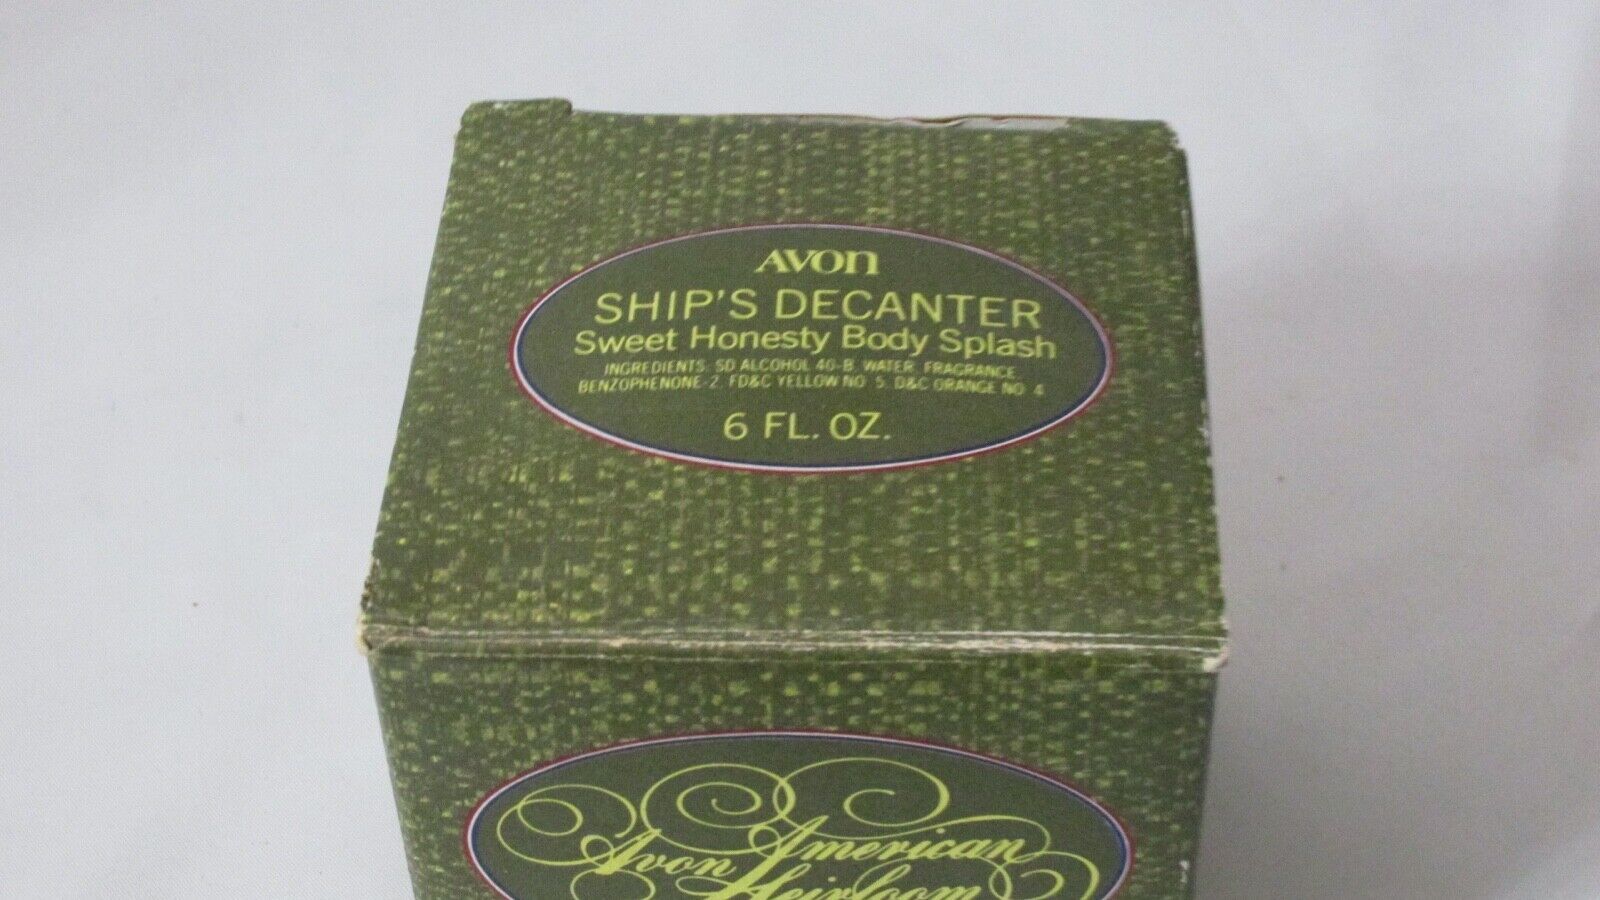 AVON
SHIP'S DECANTER
Sweet Honesty Body Splash
INGREDIENTS: SD ALCOHOL 40-B, WATER, FRAGRANCE,
BENZOPHENONE-2, FD&C YELLOW NO. 5, D&C ORANGE NO. 4
6 FL. OZ.
Avon American
Heirloom